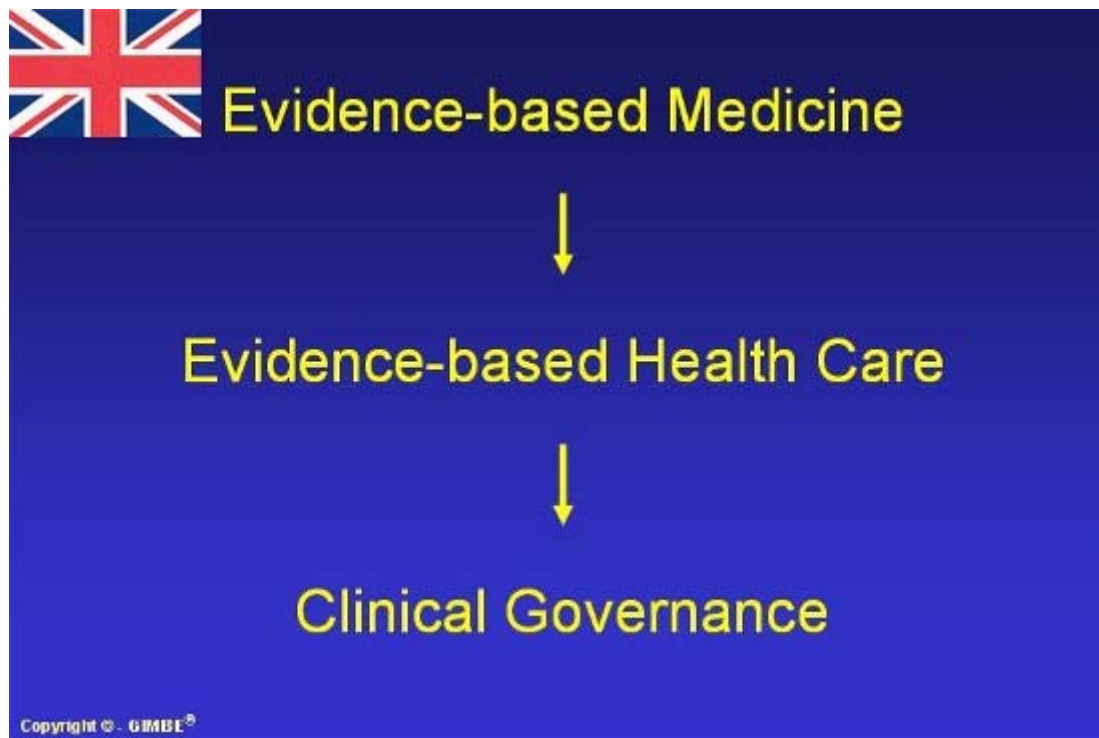 Evidence-based Medicine
Evidence-based Health Care
Clinical Governance
Copyright © - GIMBE®